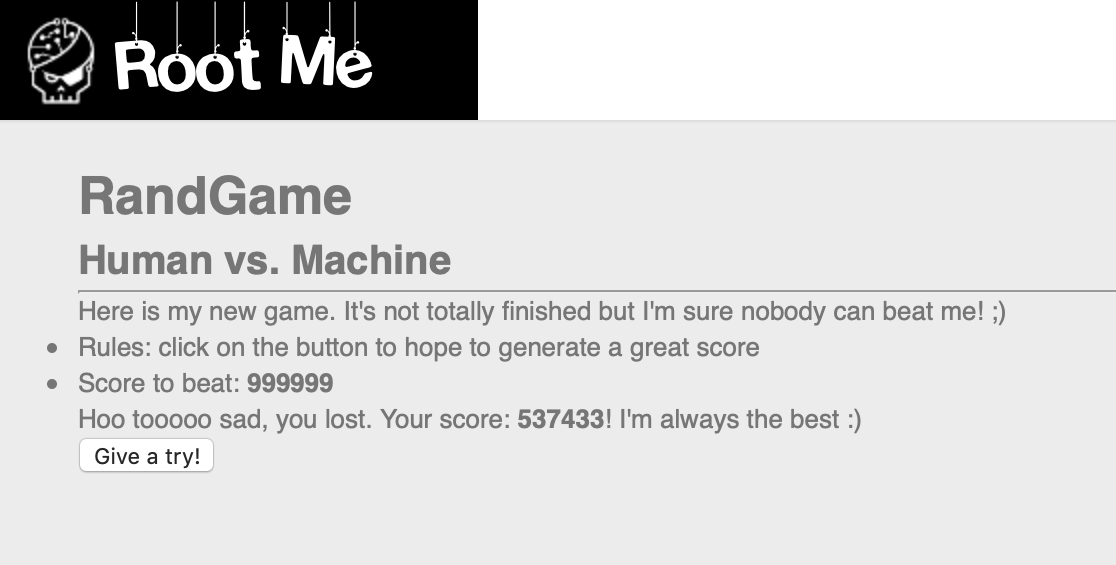 Root Me
RandGame
Human vs. Machine
Here is my new game. It's not totally finished but I'm sure nobody can beat me! ;)
• Rules: click on the button to hope to generate a great score
• Score to beat: 999999
Hoo tooooo sad, you lost. Your score: 537433! I'm always the best :)
Give a try!